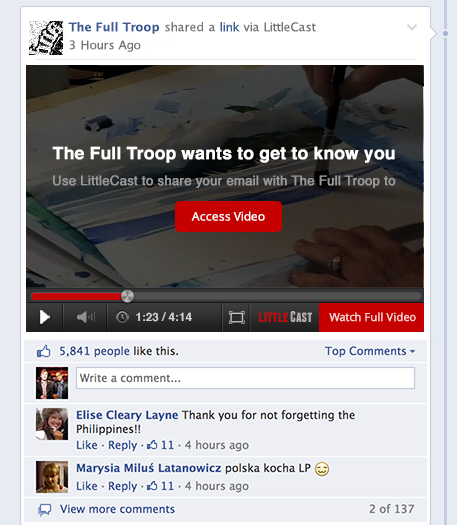 The Full Troop shared a link via LittleCast
3 Hours Ago
The Full Troop wants to get to know you
Use LittleCast to share your email with The Full Troop to
Access Video
1:23 / 4:14
LITTLECAST
Watch Full Video
5,841 people like this.
Top Comments
Write a comment...
Elise Cleary Layne Thank you for not forgetting the
Philippines!!
Like · Reply · 11 · 4 hours ago
Marysia Miluś Latanowicz polska kocha LP 😏
Like · Reply · 11 · 4 hours ago
View more comments
2 of 137